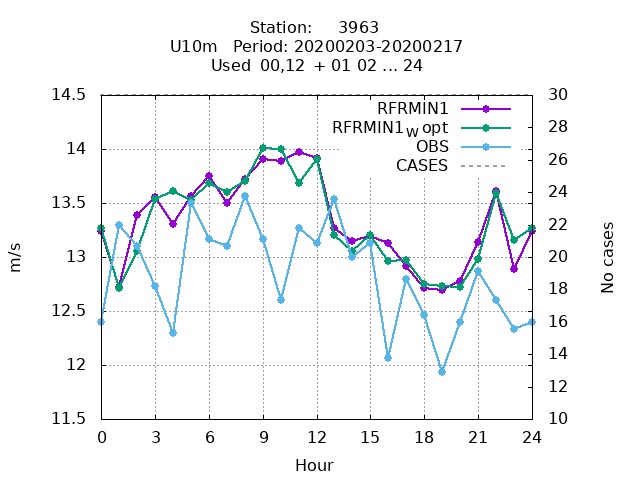 Station: 3963
U10m Period: 20200203-20200217
Used 00,12 + 01 02 ... 24
14.5
14
13.5
13
12.5
12
11.5
m/s
RFRMIN1
RFRMIN1wopt
OBS
CASES
30
28
26
24
22
20
18
16
14
12
10
No cases
0 3 6 9 12 15 18 21 24
Hour